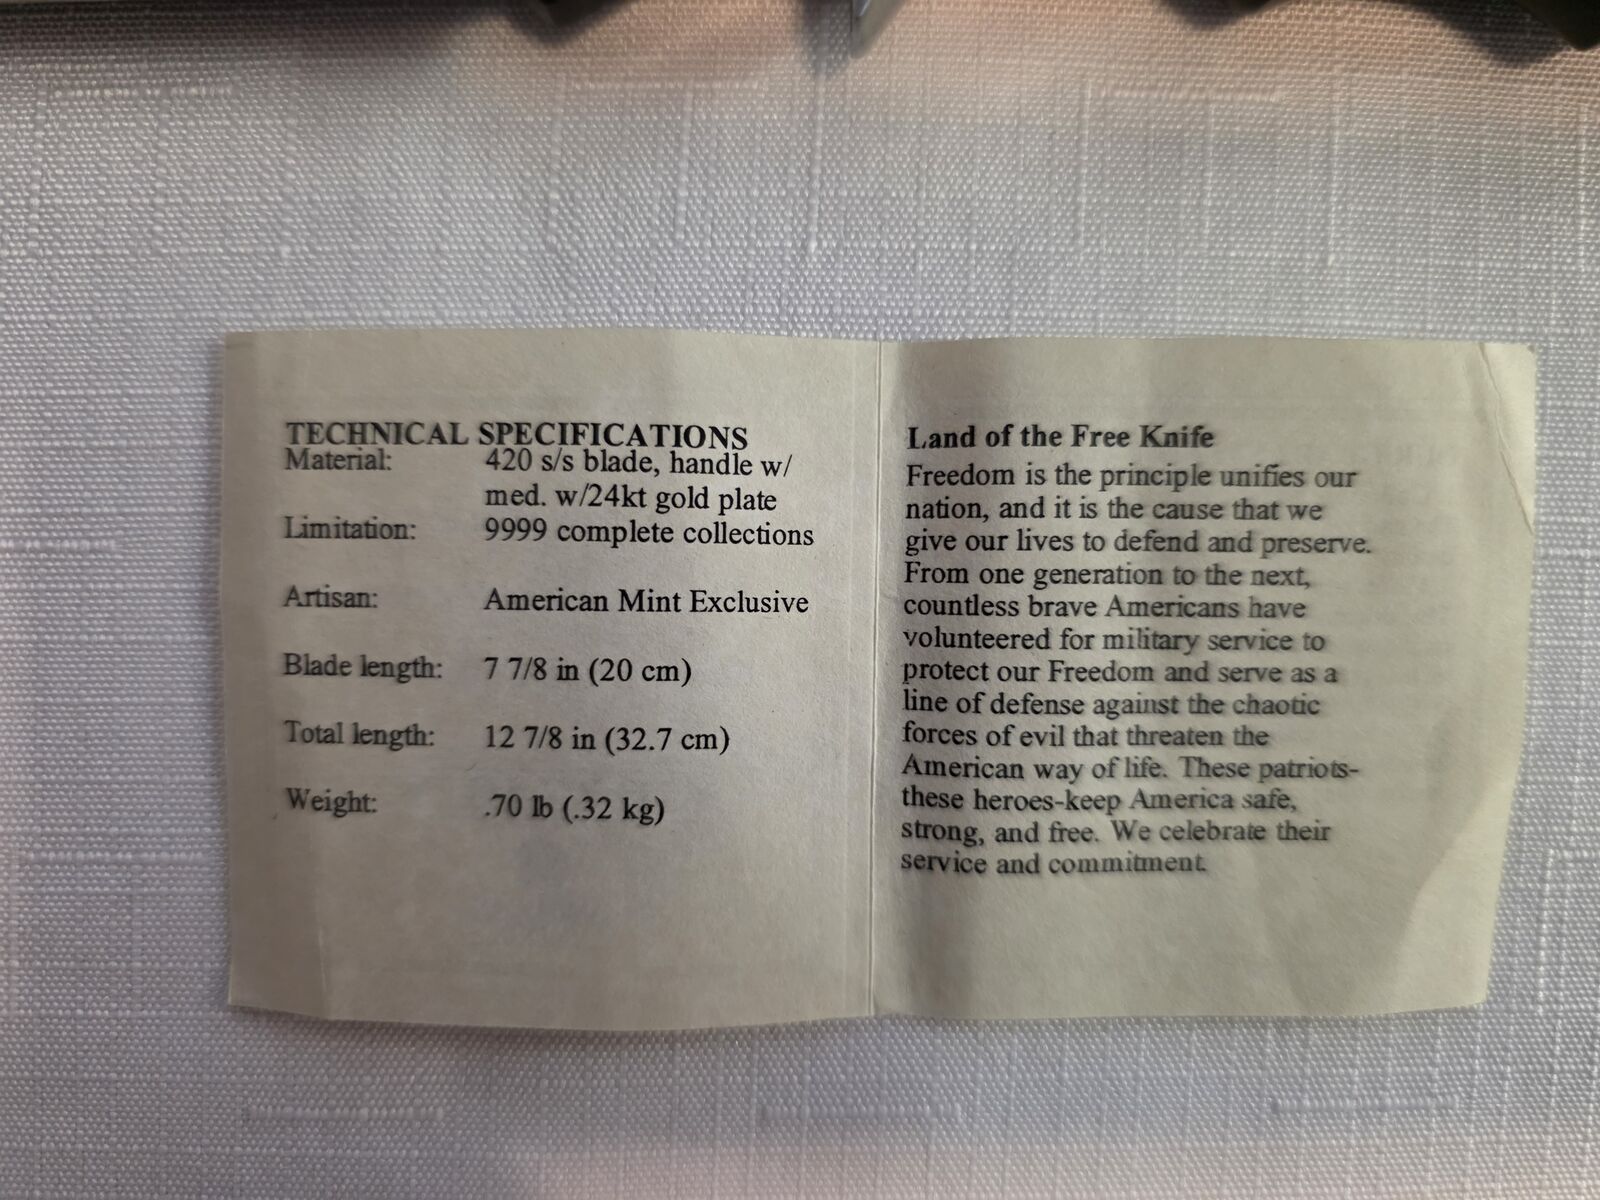 TECHNICAL SPECIFICATIONS
Material: 420 s/s blade, handle w/
med. w/24kt gold plate
Limitation: 9999 complete collections
Artisan: American Mint Exclusive
Blade length: 7 7/8 in (20 cm)
Total length: 12 7/8 in (32.7 cm)
Weight: .70 lb (.32 kg)
Land of the Free Knife
Freedom is the principle unifies our
nation, and it is the cause that we
give our lives to defend and preserve.
From one generation to the next,
countless brave Americans have
volunteered for military service to
protect our Freedom and serve as a
line of defense against the chaotic
forces of evil that threaten the
American way of life. These patriots-
these heroes-keep America safe,
strong, and free. We celebrate their
service and commitment.